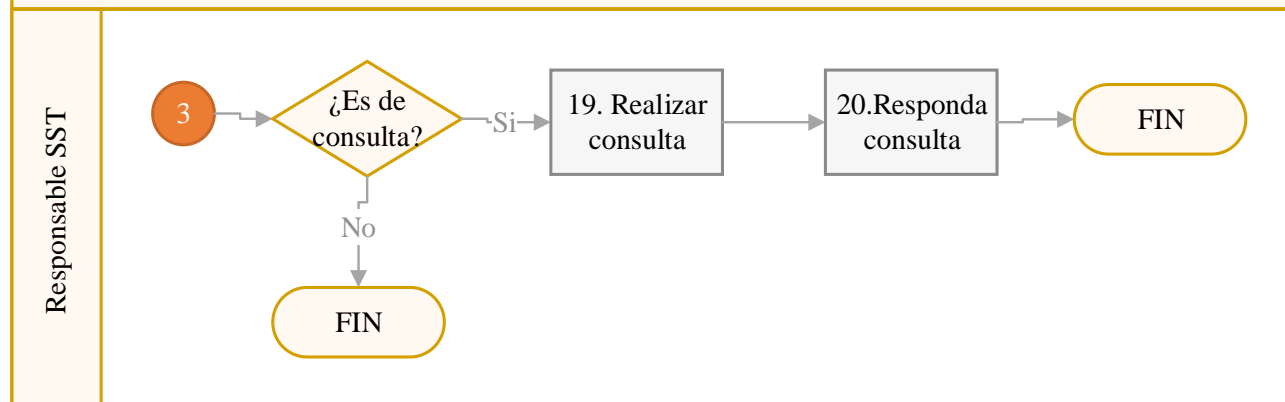 Responsable SST
3
¿Es de
consulta?
Si
19. Realizar
consulta
20.Responda
consulta
FIN
No
FIN